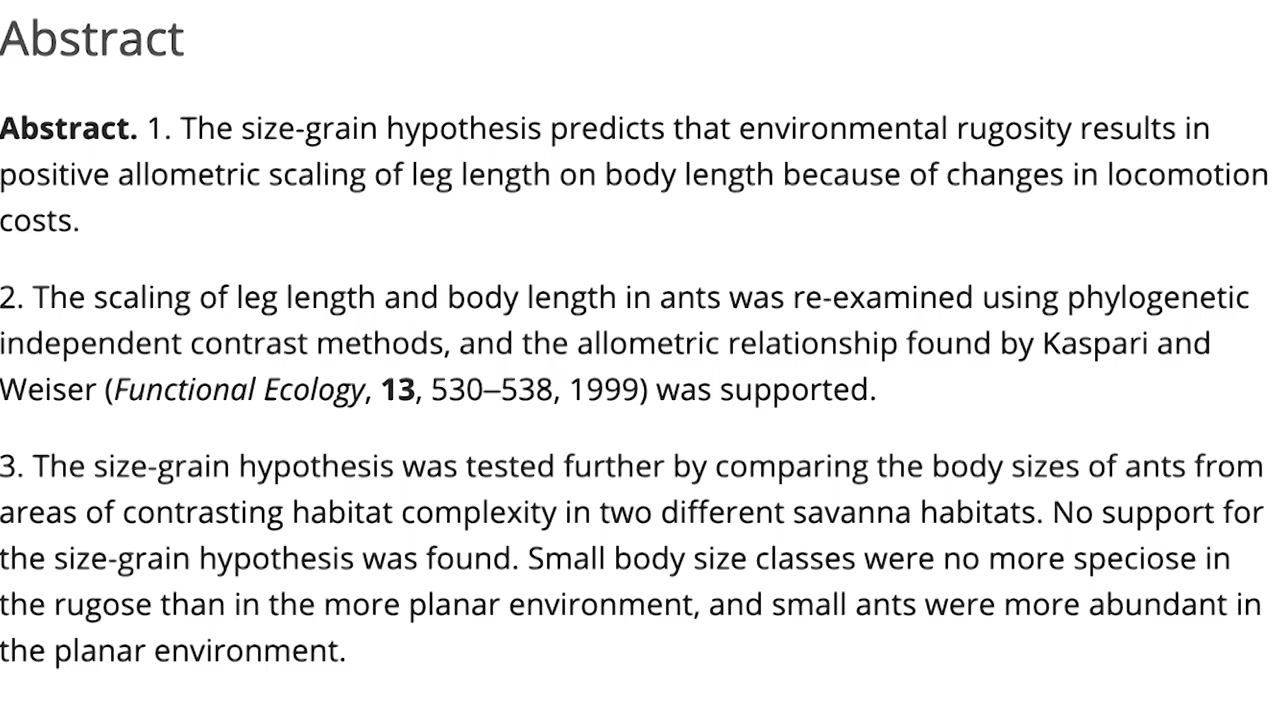 Abstract
Abstract. 1. The size-grain hypothesis predicts that environmental rugosity results in
positive allometric scaling of leg length on body length because of changes in locomotion
costs.
2. The scaling of leg length and body length in ants was re-examined using phylogenetic
independent contrast methods, and the allometric relationship found by Kaspari and
Weiser (Functional Ecology, 13, 530–538, 1999) was supported.
3. The size-grain hypothesis was tested further by comparing the body sizes of ants from
areas of contrasting habitat complexity in two different savanna habitats. No support for
the size-grain hypothesis was found. Small body size classes were no more speciose in
the rugose than in the more planar environment, and small ants were more abundant in
the planar environment.